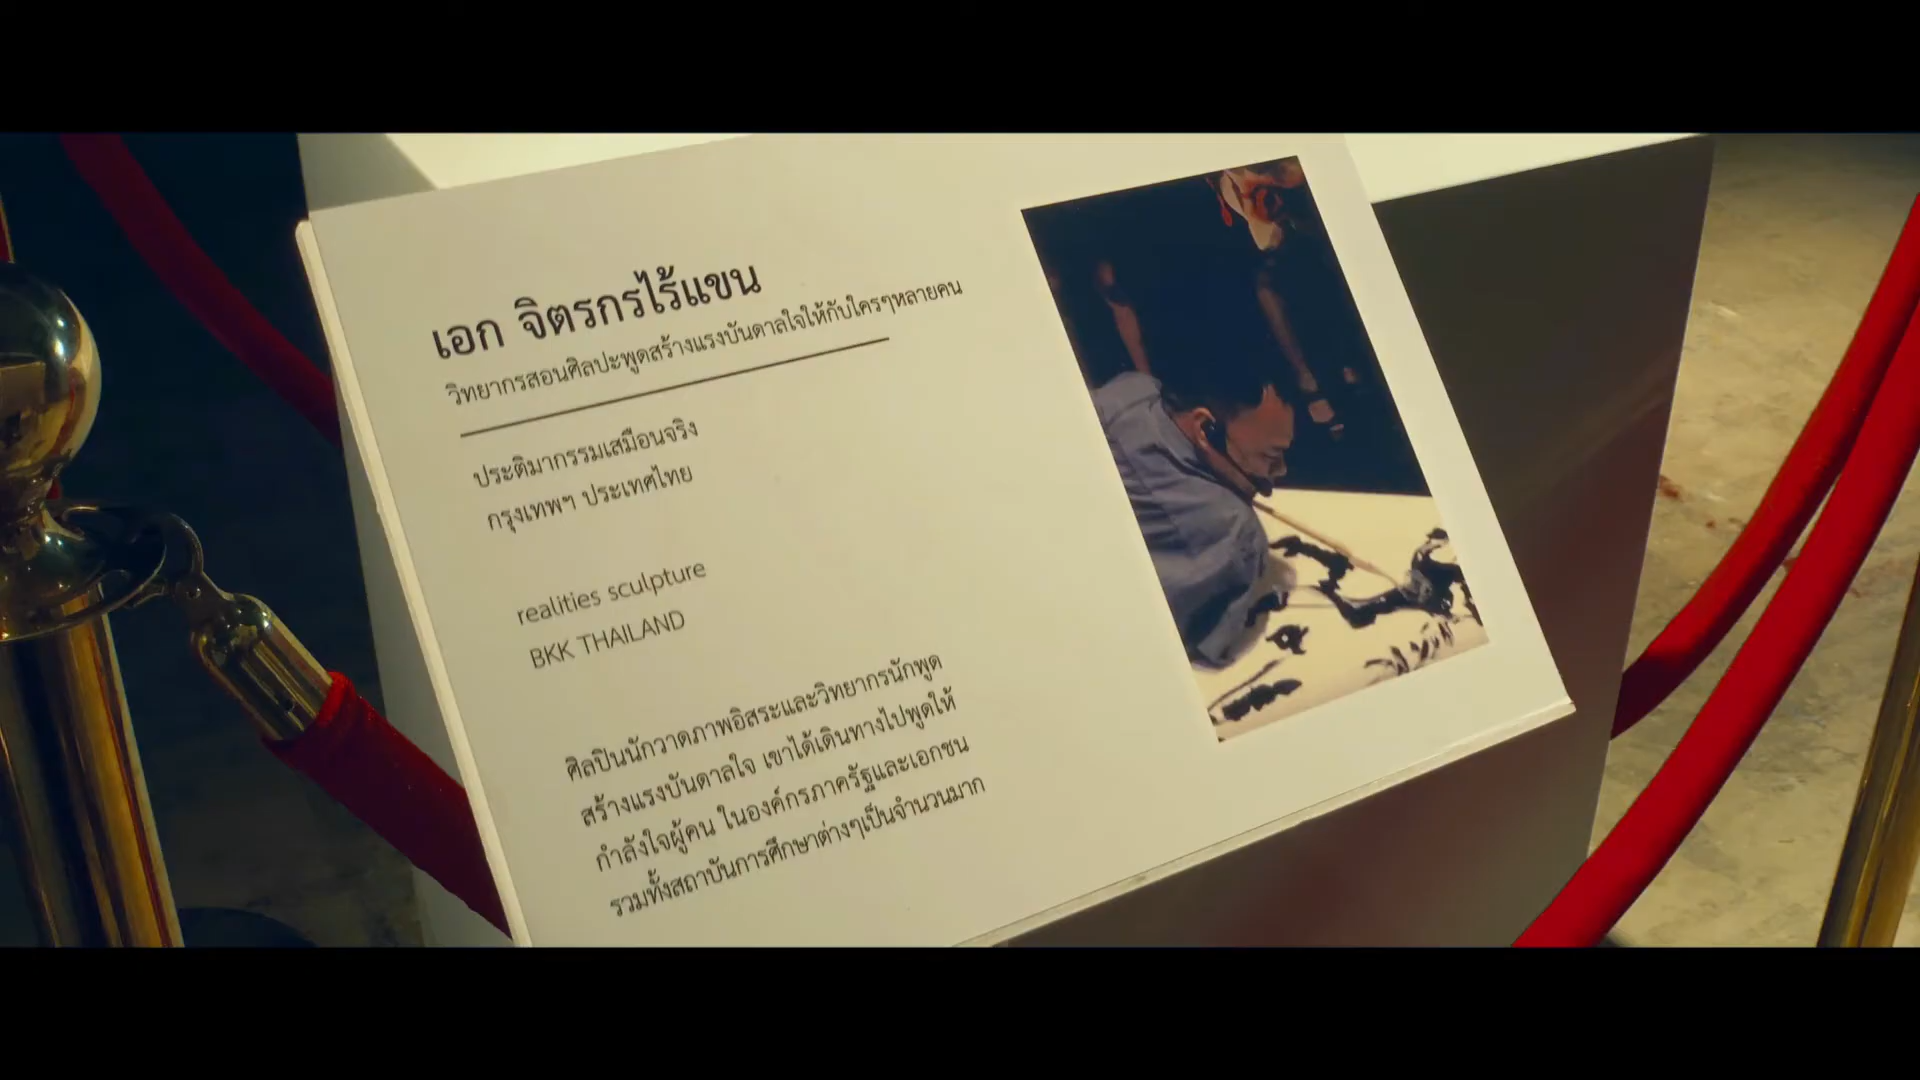 เอก จิตรกรไร้แขน
วิทยากรสอนศิลปะพูดสร้างแรงบันดาลใจให้กับใครๆหลายคน
ประติมากรรมเสมือนจริง
กรุงเทพฯ ประเทศไทย
realities sculpture
BKK THAILAND
ศิลปินนักวาดภาพอิสระและวิทยากรนักพูด
สร้างแรงบันดาลใจ เขาได้เดินทางไปพูดให้
กำลังใจผู้คน ในองค์กรภาครัฐและเอกชน
รวมทั้งสถาบันการศึกษาต่างๆเป็นจำนวนมาก